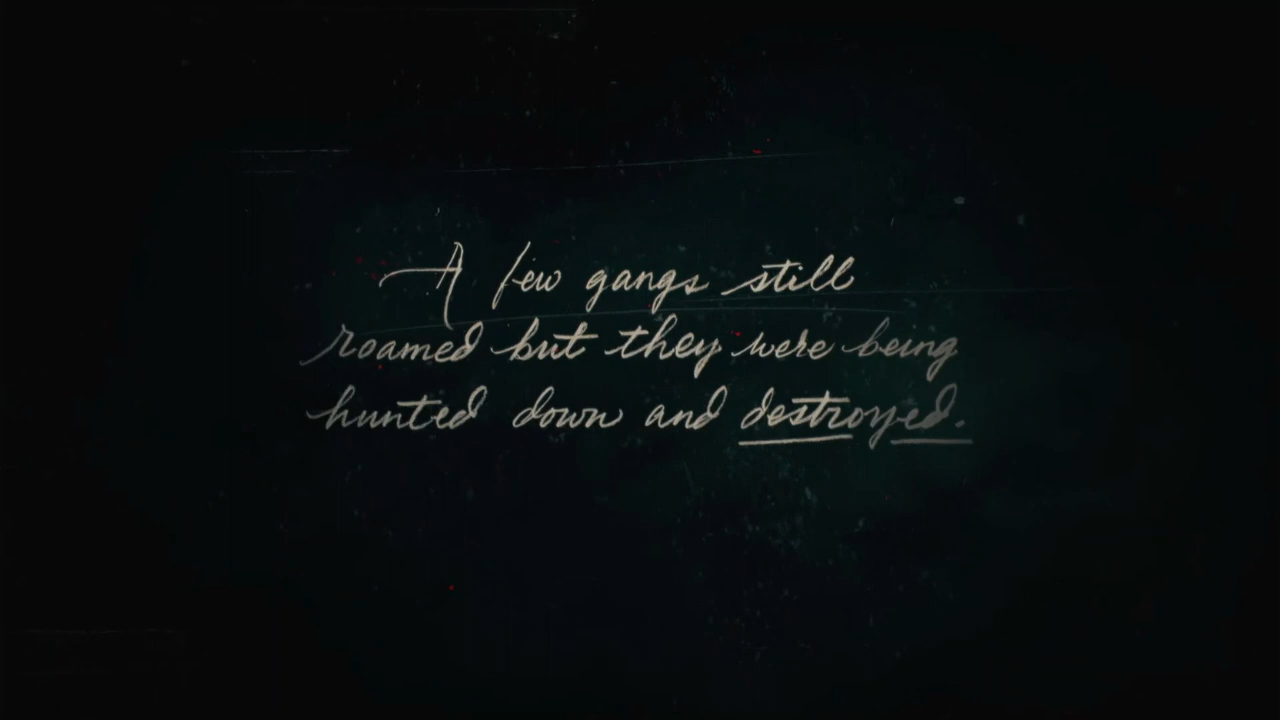 A few gangs still
roamed but they were being
hunted down and destroyed.